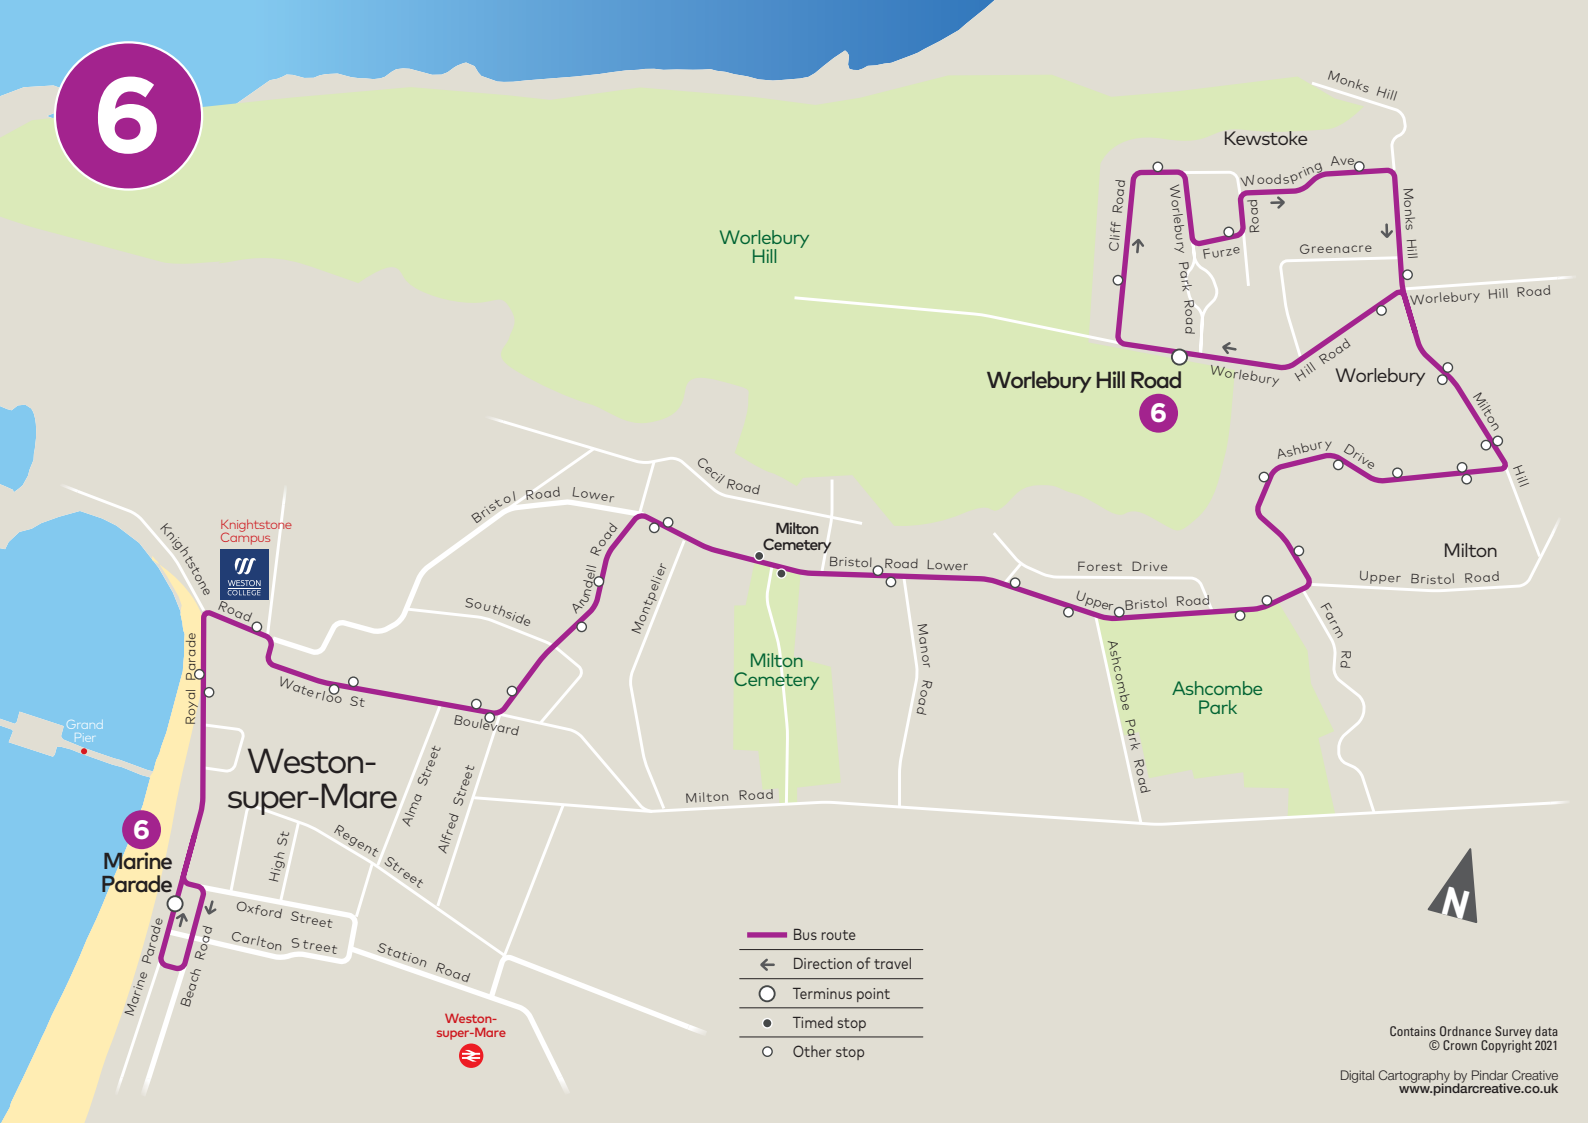 6
Monks Hill
Kewstoke
Woodspring Ave
Cliff Road
Worlebury Park Road
Furze
Road
Monks Hill
Greenacre
Worlebury
Hill
Worlebury Hill Road
Worlebury Hill Road
6
Worlebury
Hill Road
Worlebury
Milton
Hill
Ashbury Drive
Cecil Road
Bristol Road Lower
Knightstone
Road
Knightstone
Campus
WESTON
COLLEGE
Milton
Cemetery
Milton
Arundell Road
Bristol Road Lower
Forest Drive
Upper Bristol Road
Southside
Montpelier
Upper Bristol Road
Farm Rd
Manor Road
Royal Parade
Milton
Cemetery
Ashcombe Park Road
Ashcombe
Park
Waterloo St
Boulevard
Grand
Pier
Weston-
super-Mare
Alma Street
Alfred Street
Milton Road
6
Marine
Parade
High St
Regent Street
Oxford Street
Carlton Street
Station Road
Marine Parade
Beach Road
Weston-
super-Mare
N
Bus route
Direction of travel
Terminus point
Timed stop
Other stop
Contains Ordnance Survey data
© Crown Copyright 2021
Digital Cartography by Pindar Creative
www.pindarcreative.co.uk